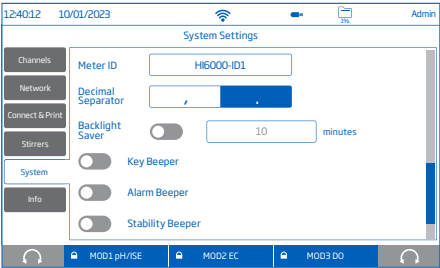 12:40:12 10/01/2023 1% Admin
System Settings
Channels
Network
Connect & Print
Stirrers
System
Info
Meter ID HI6000-ID1
Decimal
Separator , .
Backlight
Saver 10 minutes
Key Beeper
Alarm Beeper
Stability Beeper
MOD1 pH/ISE MOD2 EC MOD3 DO